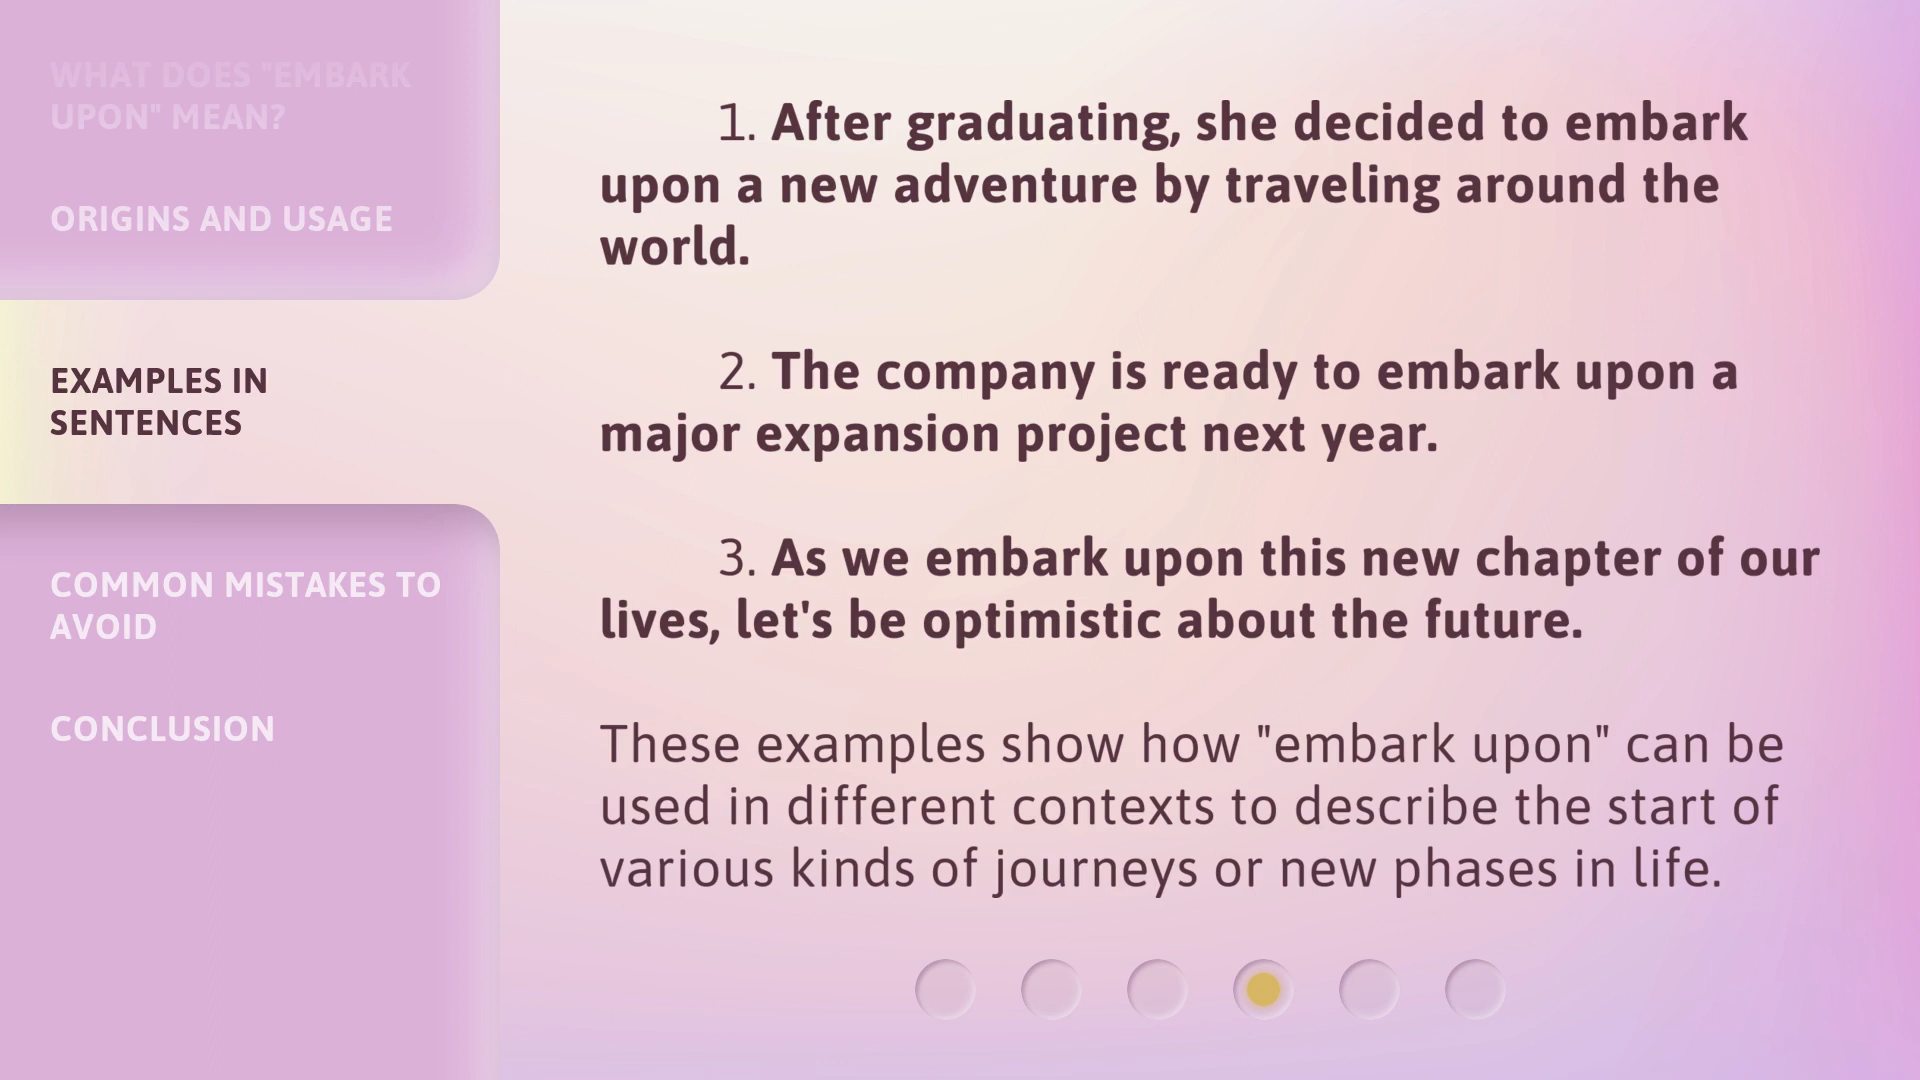 WHAT DOES "EMBARK
UPON" MEAN?
ORIGINS AND USAGE
EXAMPLES IN
SENTENCES
COMMON MISTAKES TO
AVOID
CONCLUSION
1. After graduating, she decided to embark
upon a new adventure by traveling around the
world.
2. The company is ready to embark upon a
major expansion project next year.
3. As we embark upon this new chapter of our
lives, let's be optimistic about the future.
These examples show how "embark upon" can be
used in different contexts to describe the start of
various kinds of journeys or new phases in life.